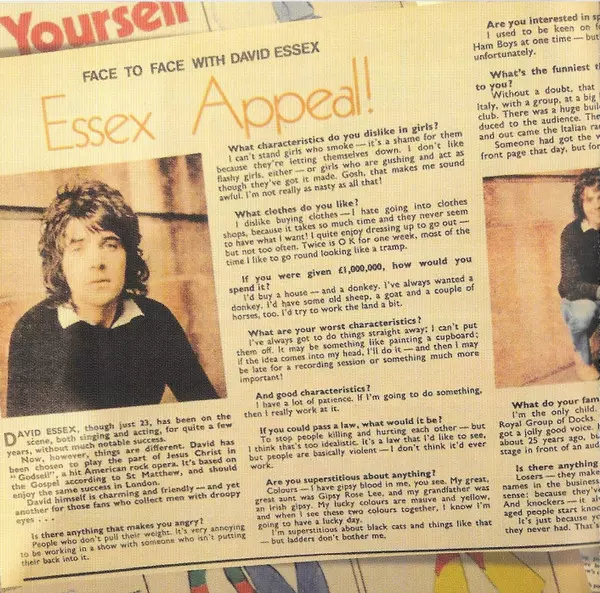 Yourself
FACE TO FACE WITH DAVID ESSEX
Essex Appeal!
DAVID ESSEX, though just 23, has been on the
scene, both singing and acting, for quite a few
years, without much notable success.
Now, however, things are different. David has
been chosen to play the part of Jesus Christ in
"Godsell", a hit American rock opera. It's based on
the Gospel according to St Matthew, and should
enjoy the same success in London.
David himself is charming and friendly — and yet
another for those fans who collect men with droopy
eyes . . .
Is there anything that makes you angry?
People who don't pull their weight. It's very annoying
to be working in a show with someone who isn't putting
their back into it.
What characteristics do you dislike in girls?
I can't stand girls who smoke — it's a shame for them
because they're letting themselves down. I don't like
flashy girls, either — or girls who are gushing and act as
though they've got it made. Gosh, that makes me sound
awful. I'm not really as nasty as all that!
What clothes do you like?
I dislike buying clothes — I hate going into clothes
shops, because it takes so much time and they never seem
to have what I want! I quite enjoy dressing up to go out —
but not too often. Twice is O K for one week, most of the
time I like to go round looking like a tramp.
If you were given £1,000,000, how would you
spend it?
I'd buy a house — and a donkey. I've always wanted a
donkey. I'd have some old sheep, a goat and a couple of
horses, too. I'd try to work the land a bit.
What are your worst characteristics?
I've always got to do things straight away; I can't put
them off. It may be something like painting a cupboard;
if the idea comes into my head, I'll do it — and then I may
be late for a recording session or something much more
important!
And good characteristics?
I have a lot of patience. If I'm going to do something,
then I really work at it.
If you could pass a law, what would it be?
To stop people killing and hurting each other — but
I think that's too idealistic. It's a law that I'd like to see,
but people are basically violent — I don't think it'd ever
work.
Are you superstitious about anything?
Colours — I have gipsy blood in me, you see. My great,
great aunt was Gipsy Rose Lee, and my grandfather was
an Irish gipsy. My lucky colours are mauve and yellow,
and when I see these two colours together, I know I'm
going to have a lucky day.
I'm superstitious about black cats and things like that
— but ladders don't bother me.
Are you interested in
I used to be keen on
Ham Boys at one time — but
unfortunately.
What's the funniest
to you?
Without a doubt, that
Italy, with a group, at a big
club. There was a huge
duced to the audience. The
and out came the Italian
Someone had got the
front page that day, but for
What do your
I'm the only child.
Royal Group of Docks.
got a jolly good voice.
about 25 years ago, bu
stage in front of an aud
Is there anything
Losers — they make
names in the business
sense: because they've
And knockers — it al
aged people start knoc
It's just because yo
they never had. That's